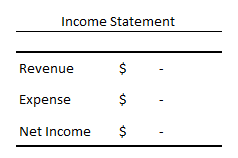 Income Statement
Revenue $ -
Expense $ -
Net Income $ -